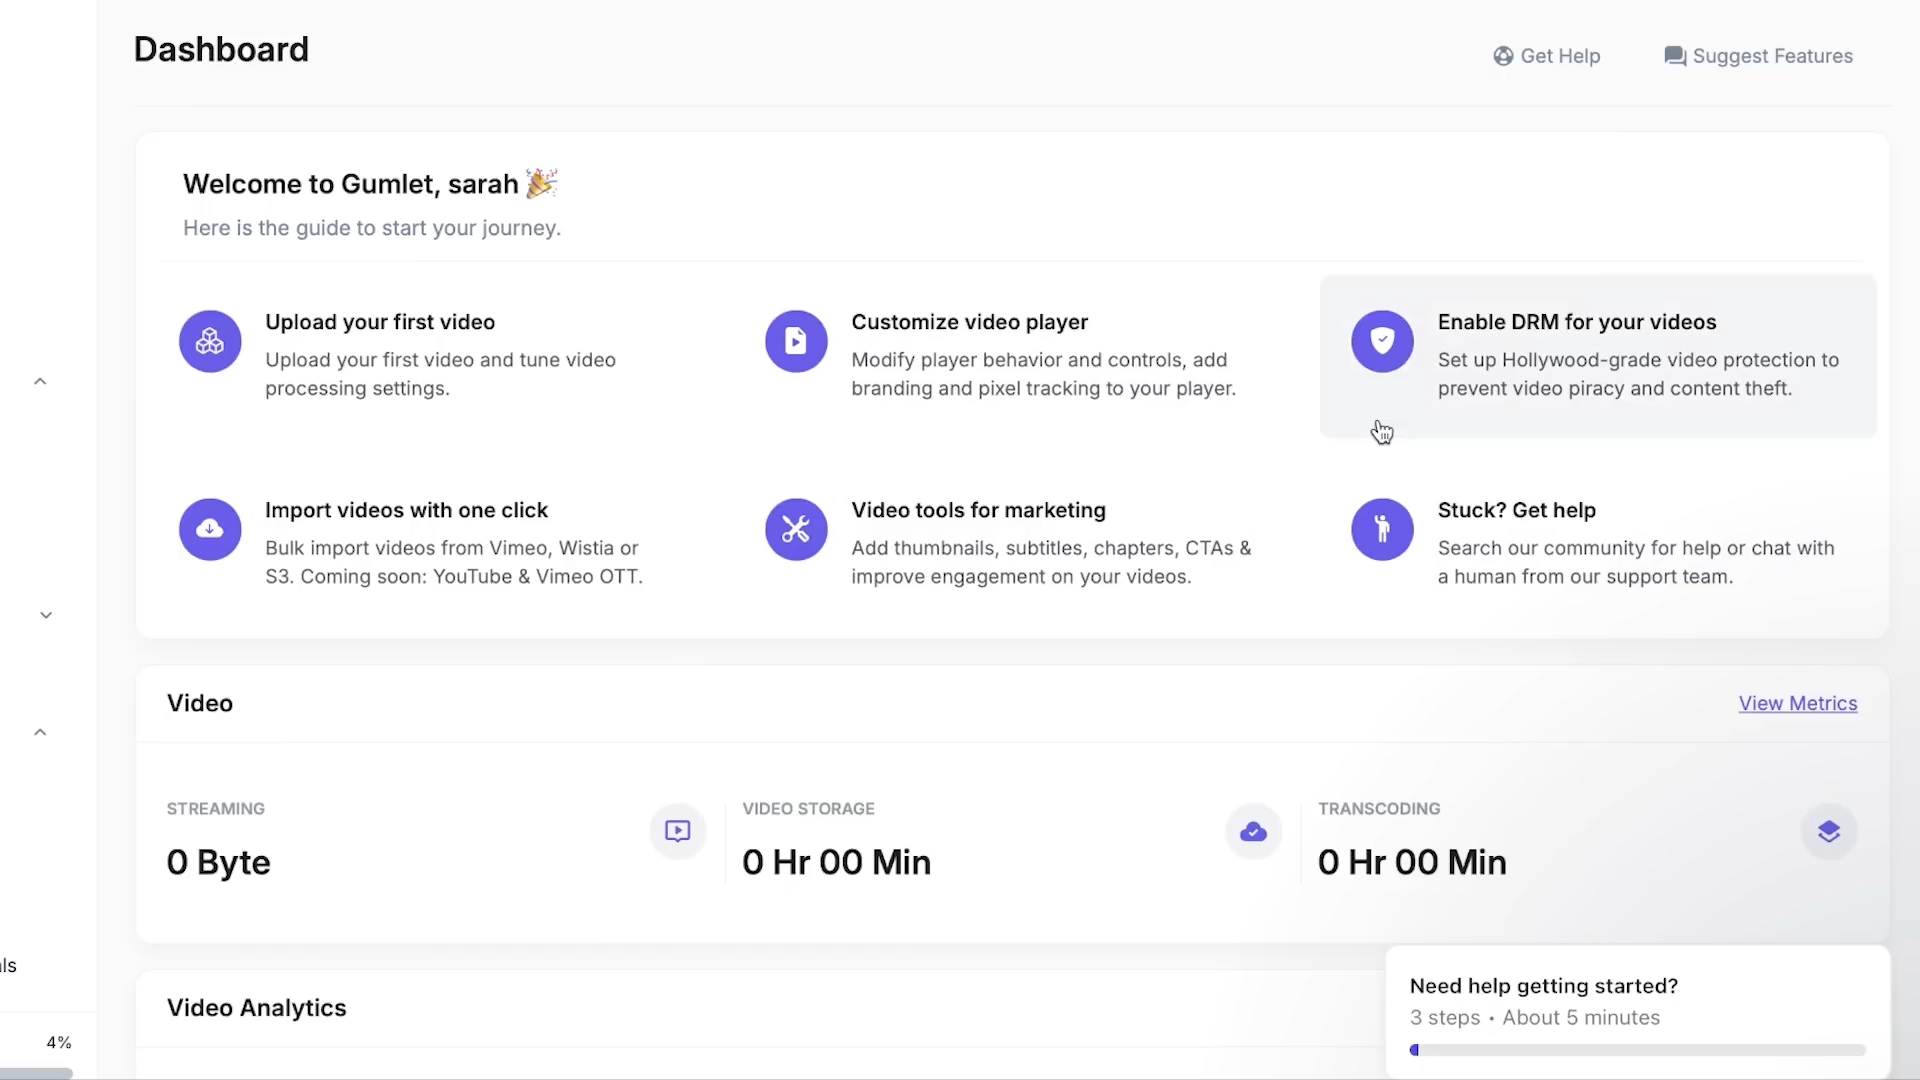 Dashboard
Get Help
Suggest Features
Welcome to Gumlet, sarah 🎉
Here is the guide to start your journey.
Upload your first video
Upload your first video and tune video
processing settings.
Customize video player
Modify player behavior and controls, add
branding and pixel tracking to your player.
Enable DRM for your videos
Set up Hollywood-grade video protection to
prevent video piracy and content theft.
Import videos with one click
Bulk import videos from Vimeo, Wistia or
S3. Coming soon: YouTube & Vimeo OTT.
Video tools for marketing
Add thumbnails, subtitles, chapters, CTAs &
improve engagement on your videos.
Stuck? Get help
Search our community for help or chat with
a human from our support team.
Video
View Metrics
STREAMING
0 Byte
VIDEO STORAGE
0 Hr 00 Min
TRANSCODING
0 Hr 00 Min
Video Analytics
Need help getting started?
3 steps • About 5 minutes
4%